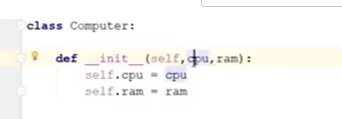 class Computer:
def __init__(self,cpu,ram):
self.cpu = cpu
self.ram = ram